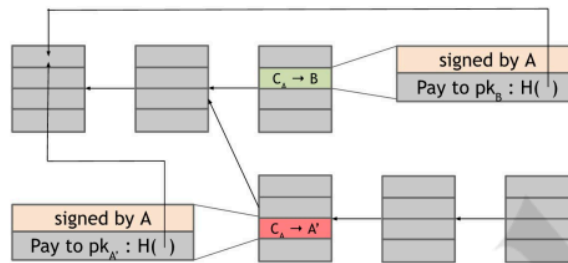 signed by A
C_A → B
Pay to pk_B : H( )
signed by A
C_A → A'
Pay to pk_A' : H( )